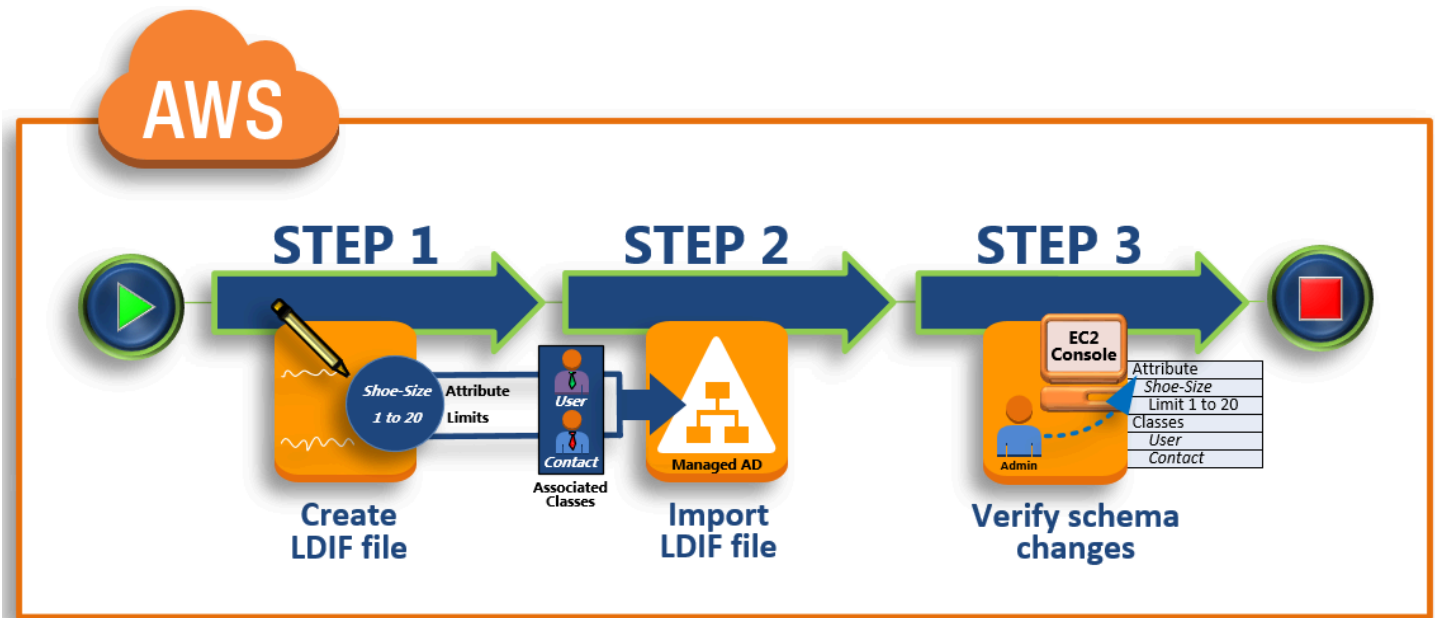 AWS
STEP 1
STEP 2
STEP 3
Shoe-Size
1 to 20
Attribute
Limits
User
Contact
Associated
Classes
Managed AD
EC2
Console
Admin
Attribute
Shoe-Size
Limit 1 to 20
Classes
User
Contact
Create
LDIF file
Import
LDIF file
Verify schema
changes